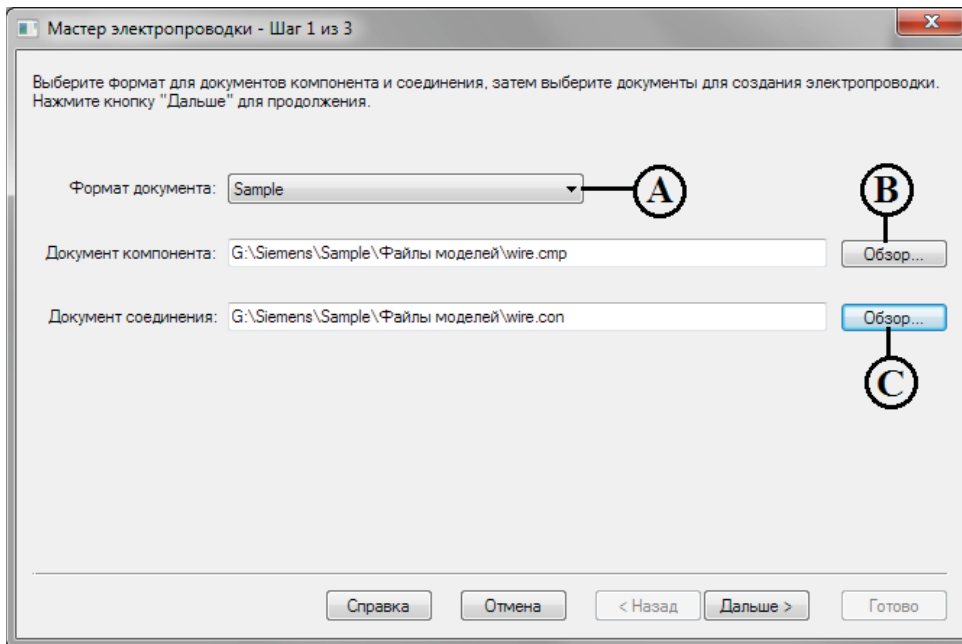 Мастер электропроводки - Шаг 1 из 3
Выберите формат для документов компонента и соединения, затем выберите документы для создания электропроводки.
Нажмите кнопку "Дальше" для продолжения.
Формат документа: Sample A B
Документ компонента: G:\Siemens\Sample\Файлы моделей\wire.cmp Обзор...
Документ соединения: G:\Siemens\Sample\Файлы моделей\wire.con Обзор...
C
Справка Отмена < Назад Дальше > Готово